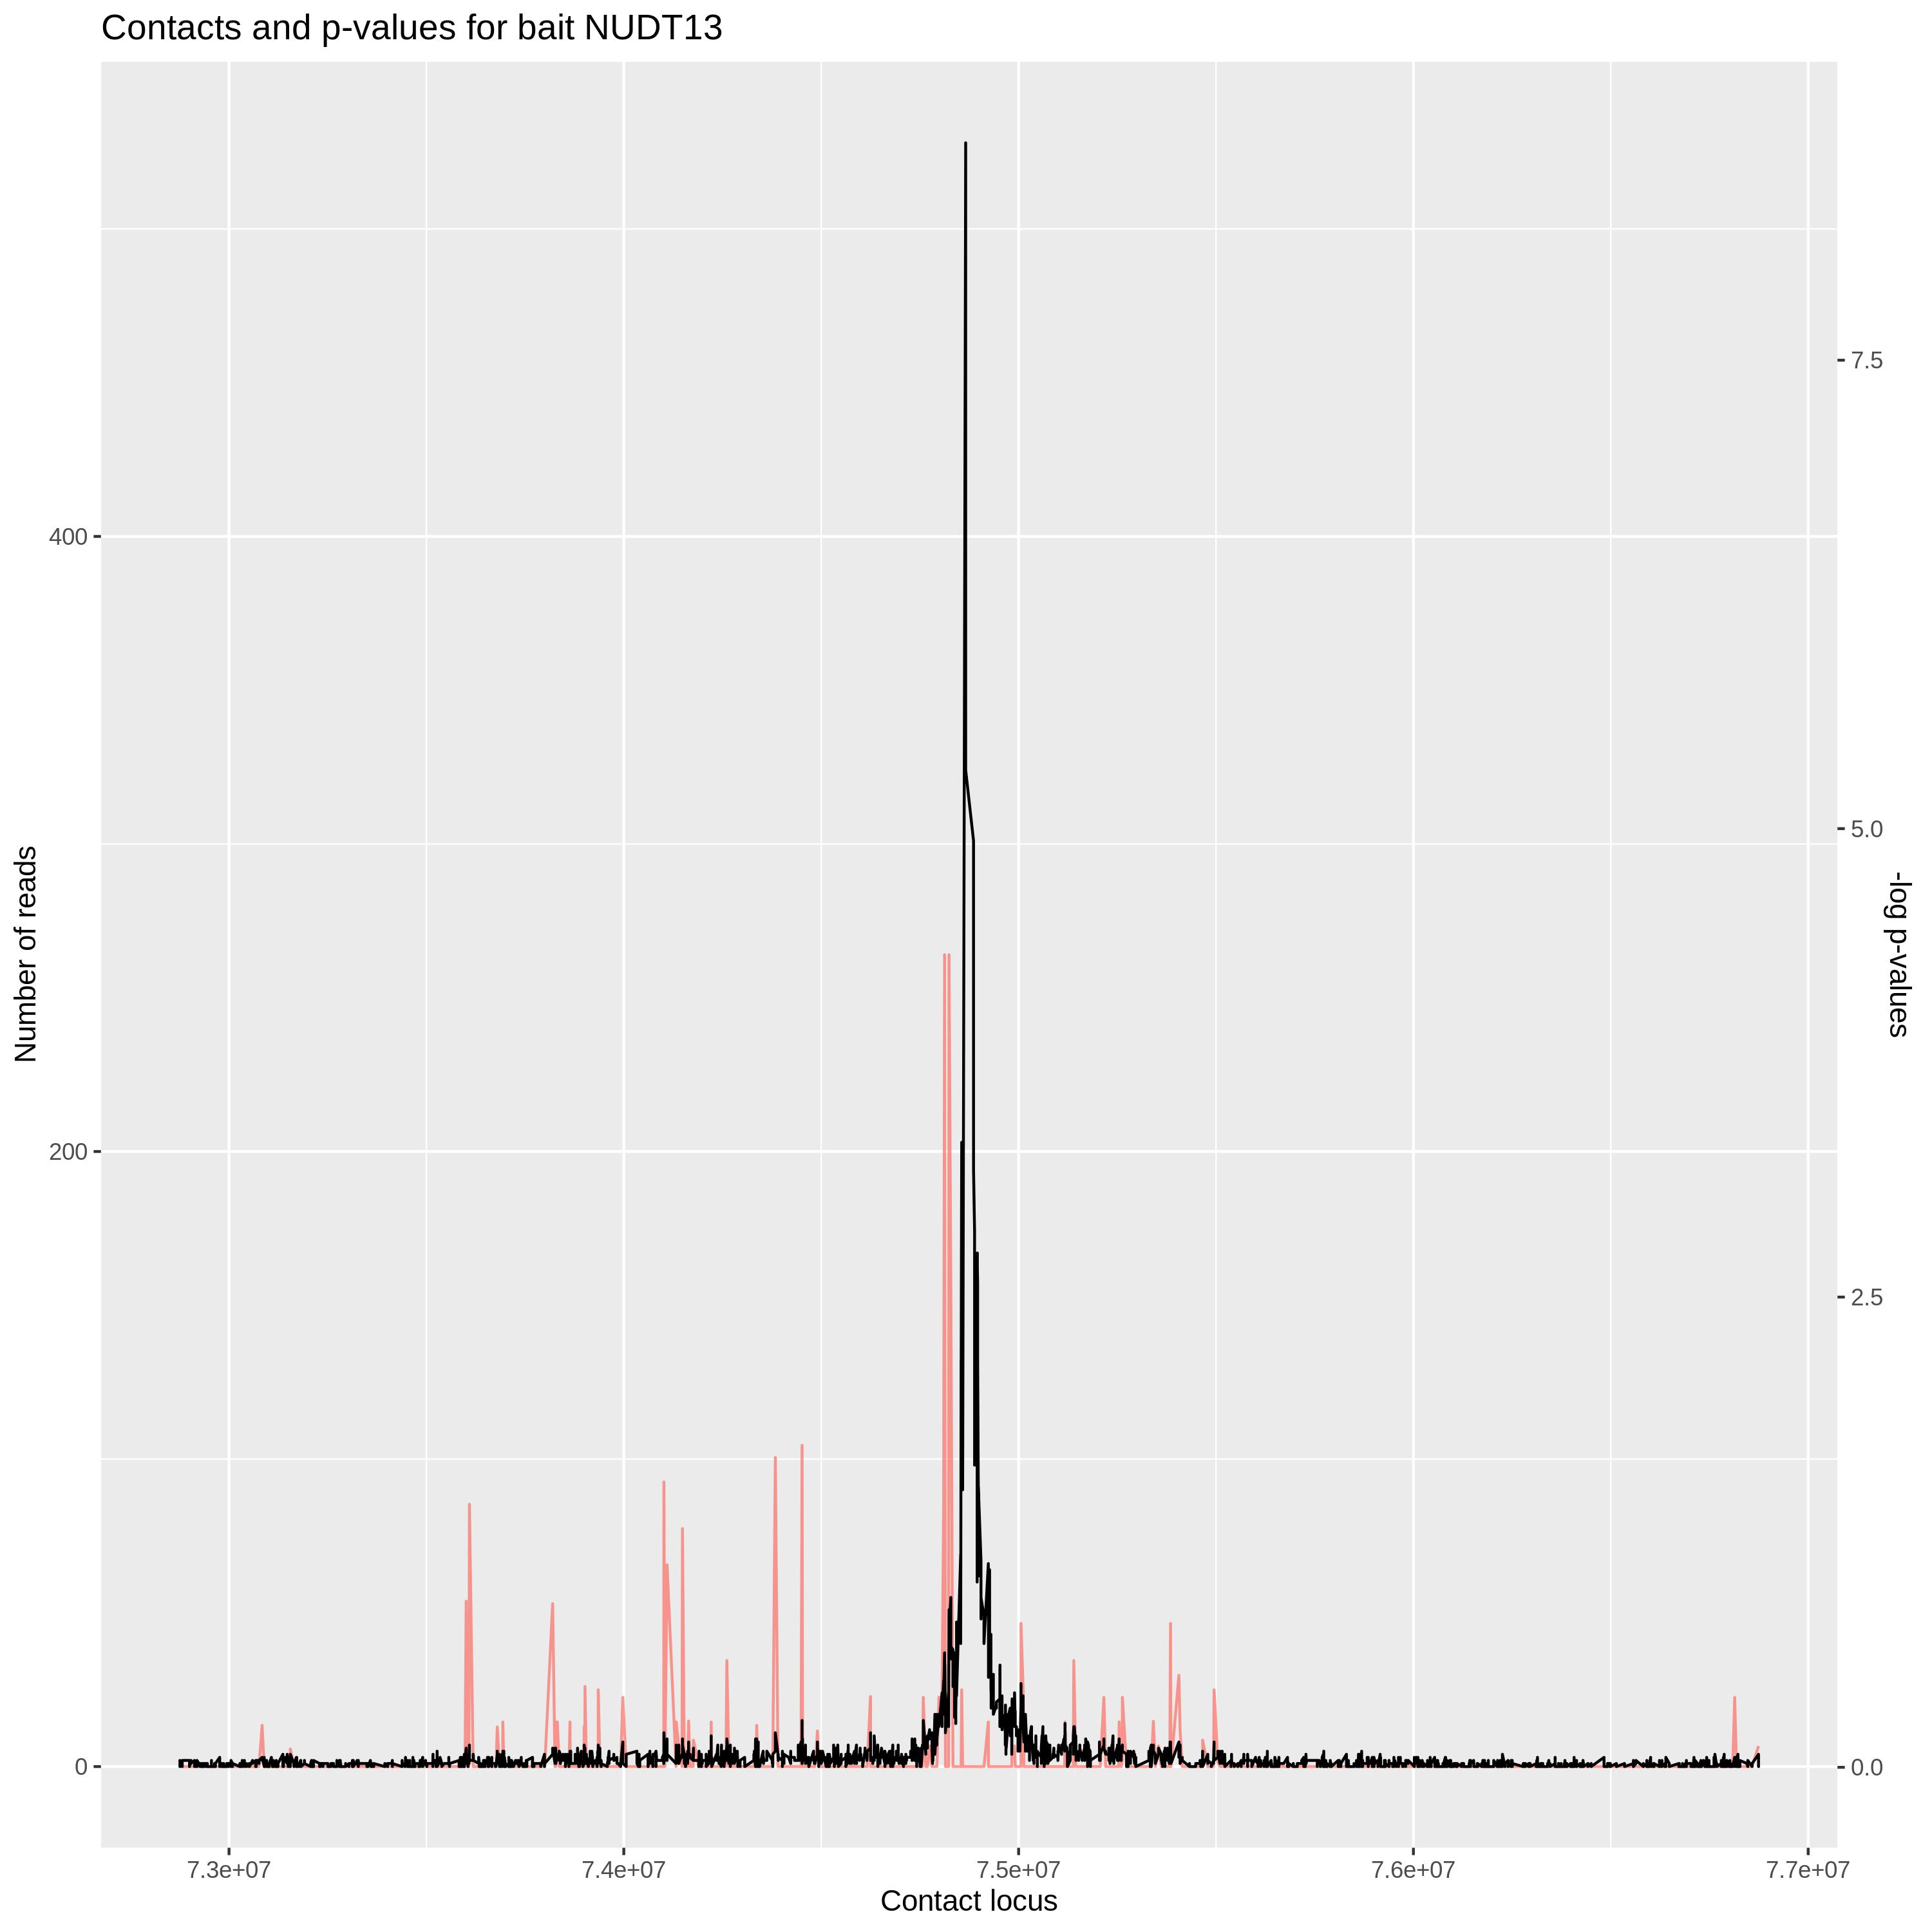 Contacts and p-values for bait NUDT13
Number of reads
400
200
0
7.5
5.0
2.5
0.0
-log p-values
7.3e+07
7.4e+07
7.5e+07
7.6e+07
7.7e+07
Contact locus